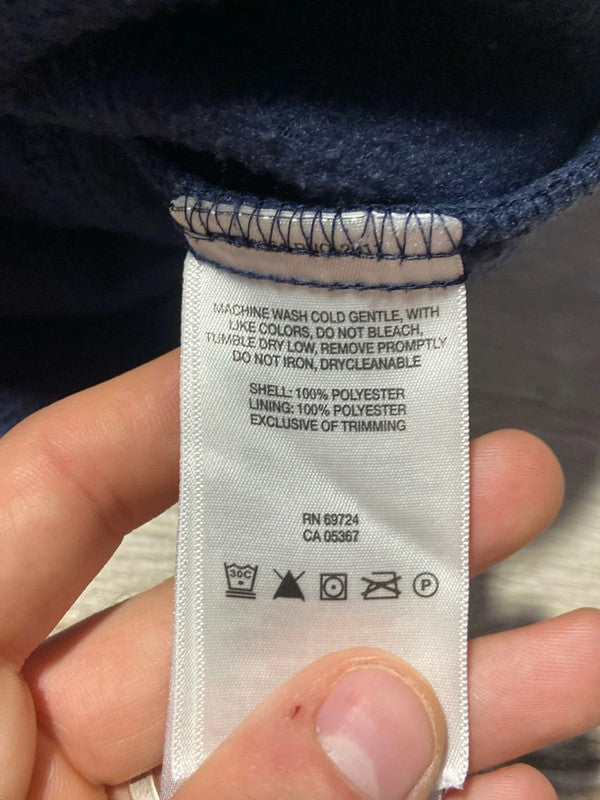 MACHINE WASH COLD GENTLE, WITH
LIKE COLORS, DO NOT BLEACH,
TUMBLE DRY LOW, REMOVE PROMPTLY
DO NOT IRON, DRYCLEANABLE
SHELL: 100% POLYESTER
LINING: 100% POLYESTER
EXCLUSIVE OF TRIMMING
RN 69724
CA 05367
30C P